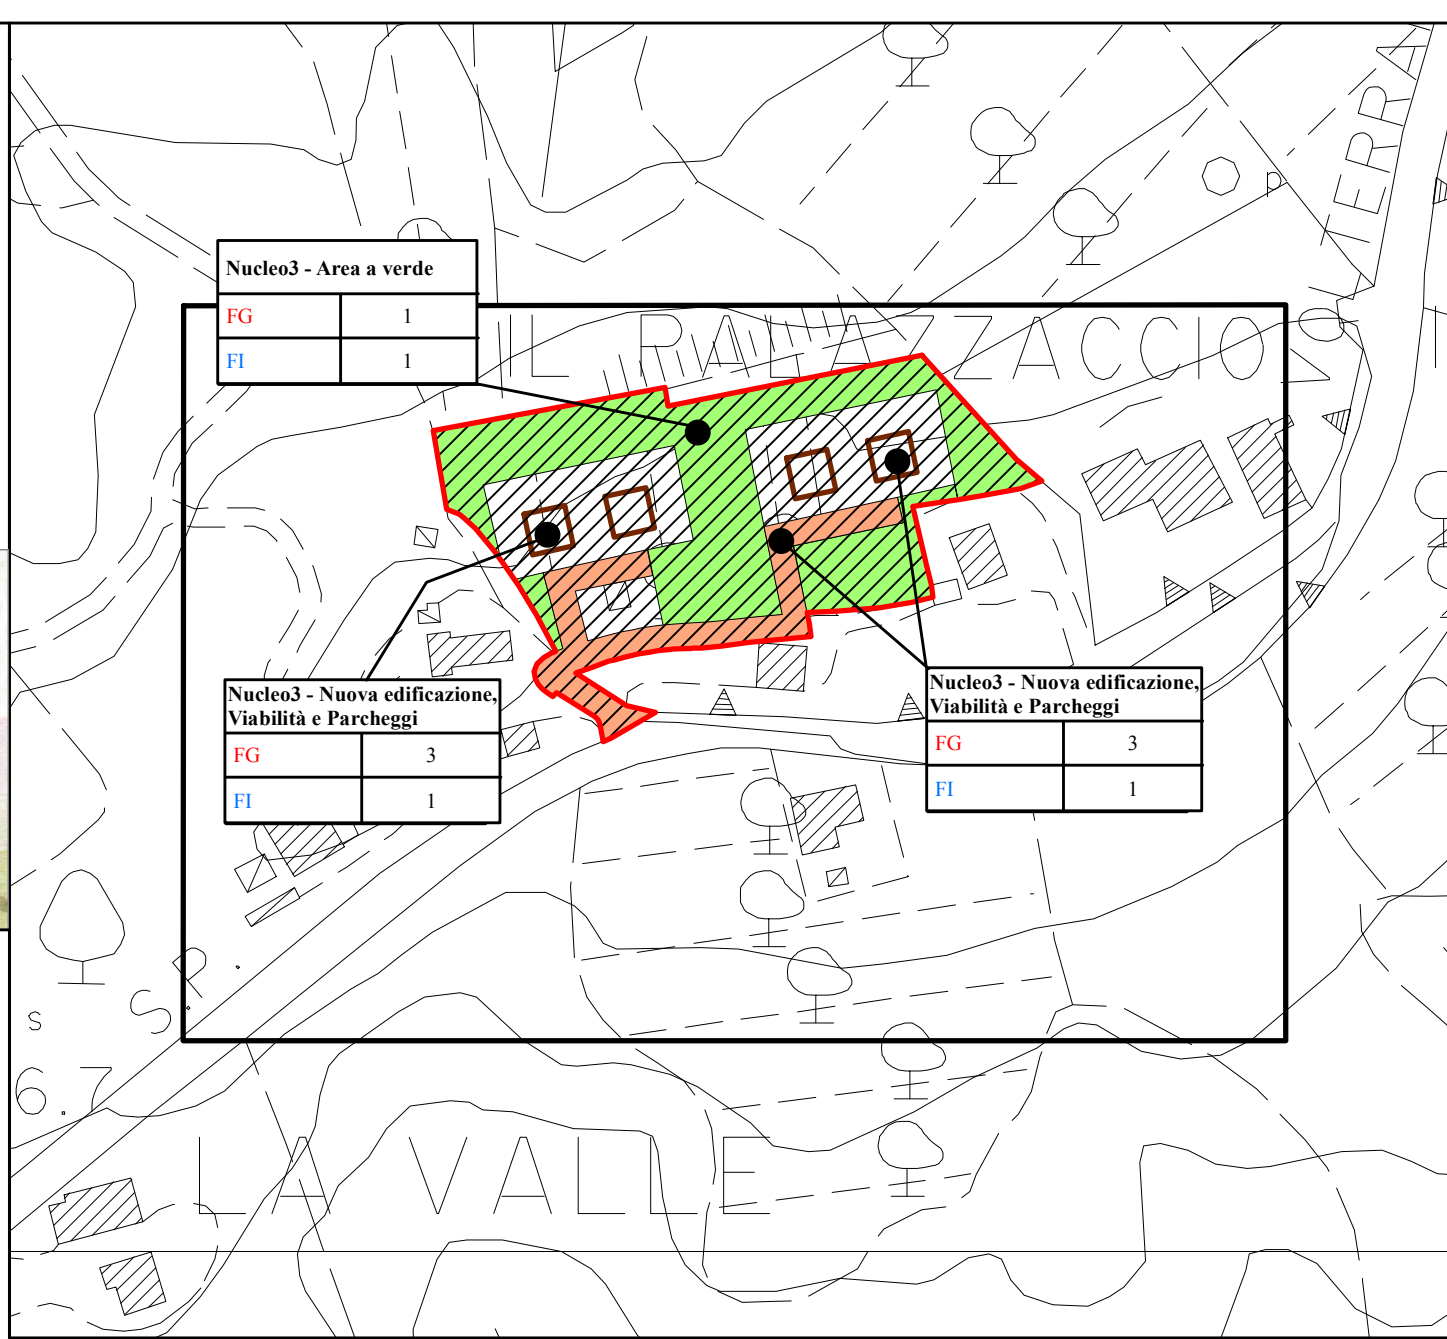 Nucleo3 - Area a verde
FG 1
FI 1
IL PALAZZACCIO
TERRA
P
Nucleo3 - Nuova edificazione,
Viabilità e Parcheggi
FG 3
FI 1
Nucleo3 - Nuova edificazione,
Viabilità e Parcheggi
FG 3
FI 1
S.P.
s
6.7
LA VALLE